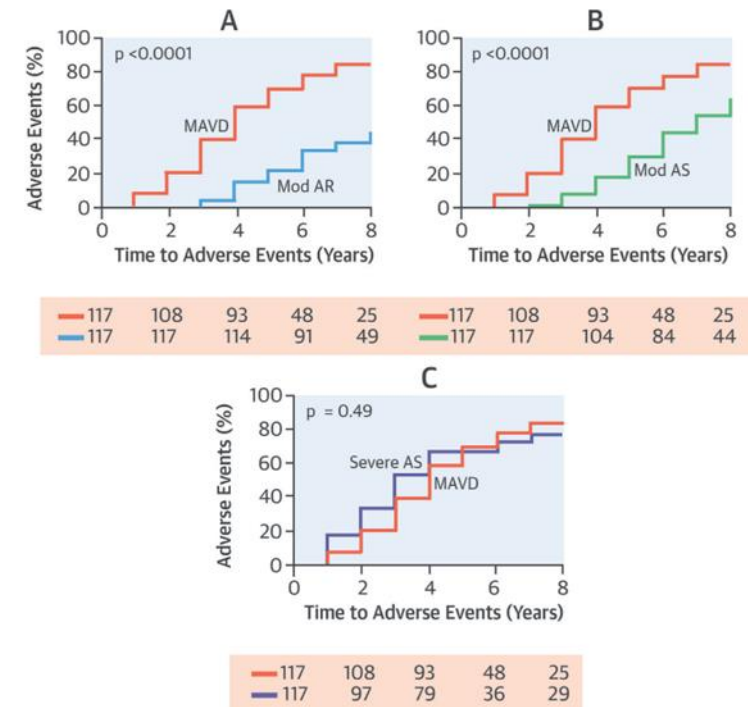 A
Adverse Events (%)
100
80
60
40
20
0
p <0.0001
MAVD
Mod AR
0 2 4 6 8
Time to Adverse Events (Years)
B
100
80
60
40
20
0
p <0.0001
MAVD
Mod AS
0 2 4 6 8
Time to Adverse Events (Years)
117 108 93 48 25
117 117 114 91 49
117 108 93 48 25
117 117 104 84 44
C
Adverse Events (%)
100
80
60
40
20
0
p = 0.49
Severe AS
MAVD
0 2 4 6 8
Time to Adverse Events (Years)
117 108 93 48 25
117 97 79 36 29